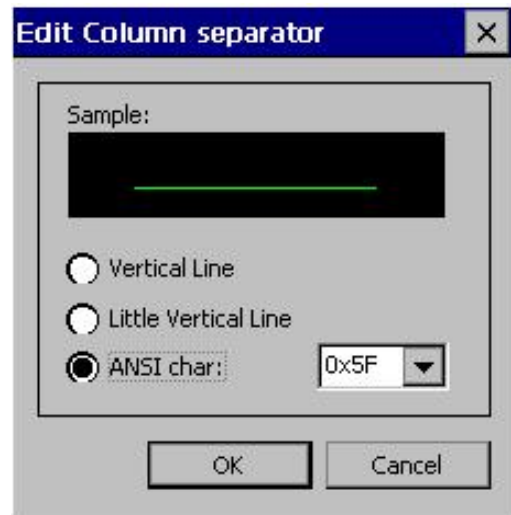 Edit Column separator
Sample:
Vertical Line
Little Vertical Line
ANSI char: 0x5F
OK Cancel